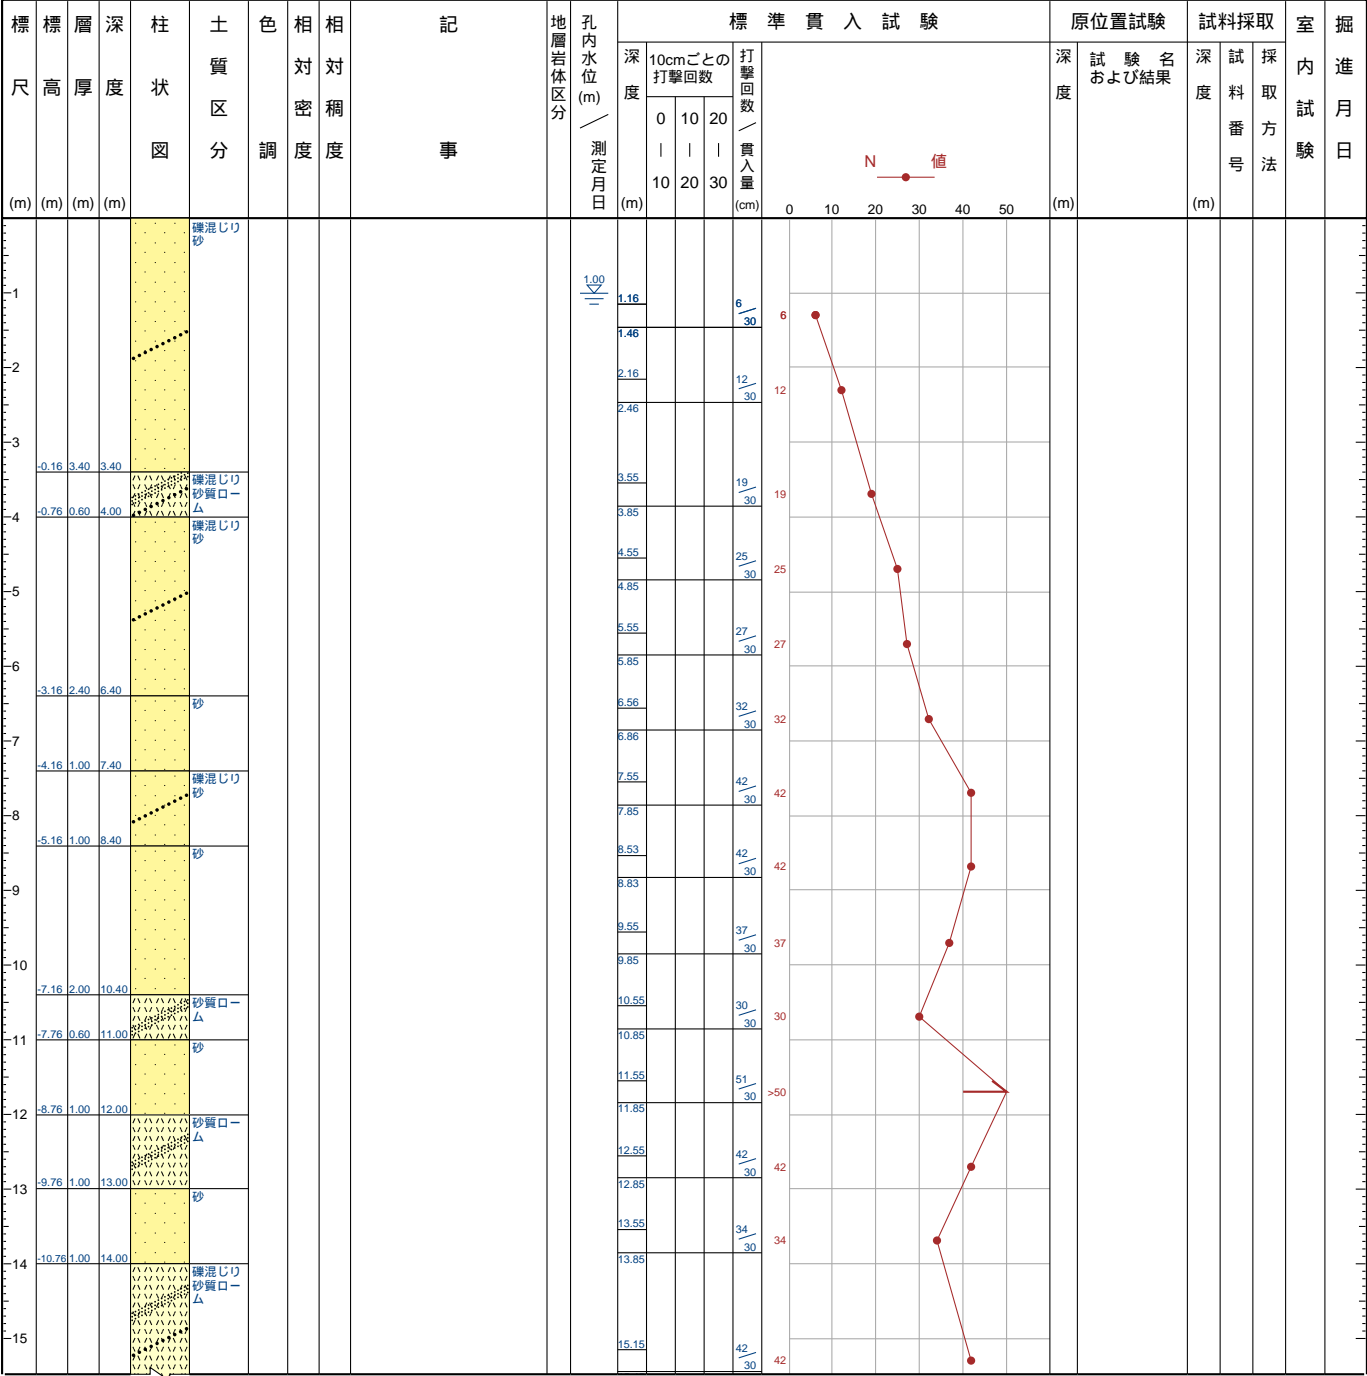 標尺(m)
標高(m)
層厚(m)
深度(m)
柱状図
土質区分
色調
相対密度
相対稠度
記事
地層岩体区分
孔内水位(m)／測定月日
標準貫入試験
深度(m)
10cmごとの
打撃回数
0 10 20
｜ ｜ ｜
10 20 30
打撃回数／貫入量(cm)
N 値
0 10 20 30 40 50
原位置試験
深度(m)
試験名
および結果
試料採取
深度(m)
試料番号
採取方法
室内試験
掘進月日
礫混じり
砂
1.00
1
1.16 6/30 6
1.46
2
2.16 12/30 12
2.46
3
-0.16 3.40 3.40
礫混じり
砂質ロー
ム
3.55 19/30 19
3.85
-0.76 0.60 4.00
4
礫混じり
砂
4.55 25/30 25
4.85
5
5.55 27/30 27
5.85
6
-3.16 2.40 6.40
砂
6.56 32/30 32
6.86
7
-4.16 1.00 7.40
礫混じり
砂
7.55 42/30 42
7.85
8
-5.16 1.00 8.40
砂
8.53 42/30 42
8.83
9
9.55 37/30 37
9.85
10
-7.16 2.00 10.40
砂質ロー
ム
10.55 30/30 30
10.85
-7.76 0.60 11.00
11
砂
11.55 51/30 >50
11.85
-8.76 1.00 12.00
12
砂質ロー
ム
12.55 42/30 42
12.85
-9.76 1.00 13.00
13
砂
13.55 34/30 34
13.85
-10.76 1.00 14.00
14
礫混じり
砂質ロー
ム
15
15.15 42/30 42